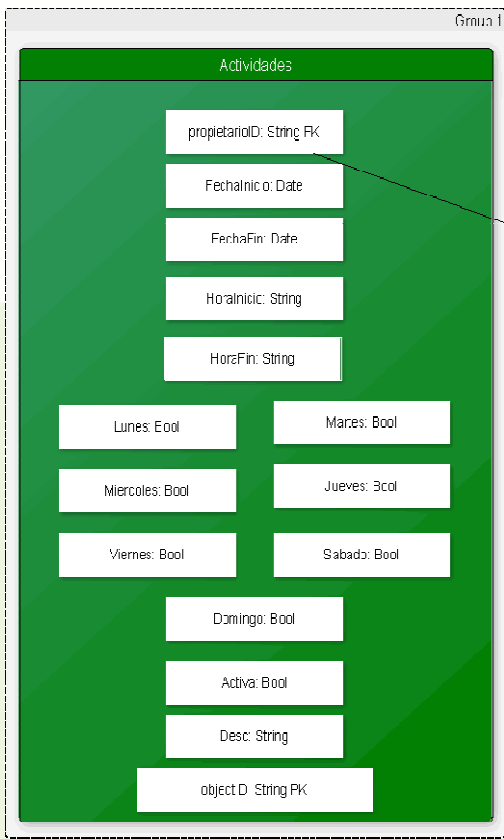 Group 1
Actividades
propietarioID: String FK
FechaInicio: Date
FechaFin: Date
HoraInicio: String
HoraFin: String
Lunes: Bool
Martes: Bool
Miercoles: Bool
Jueves: Bool
Viernes: Bool
Sabado: Bool
Domingo: Bool
Activa: Bool
Desc: String
objectID: String PK